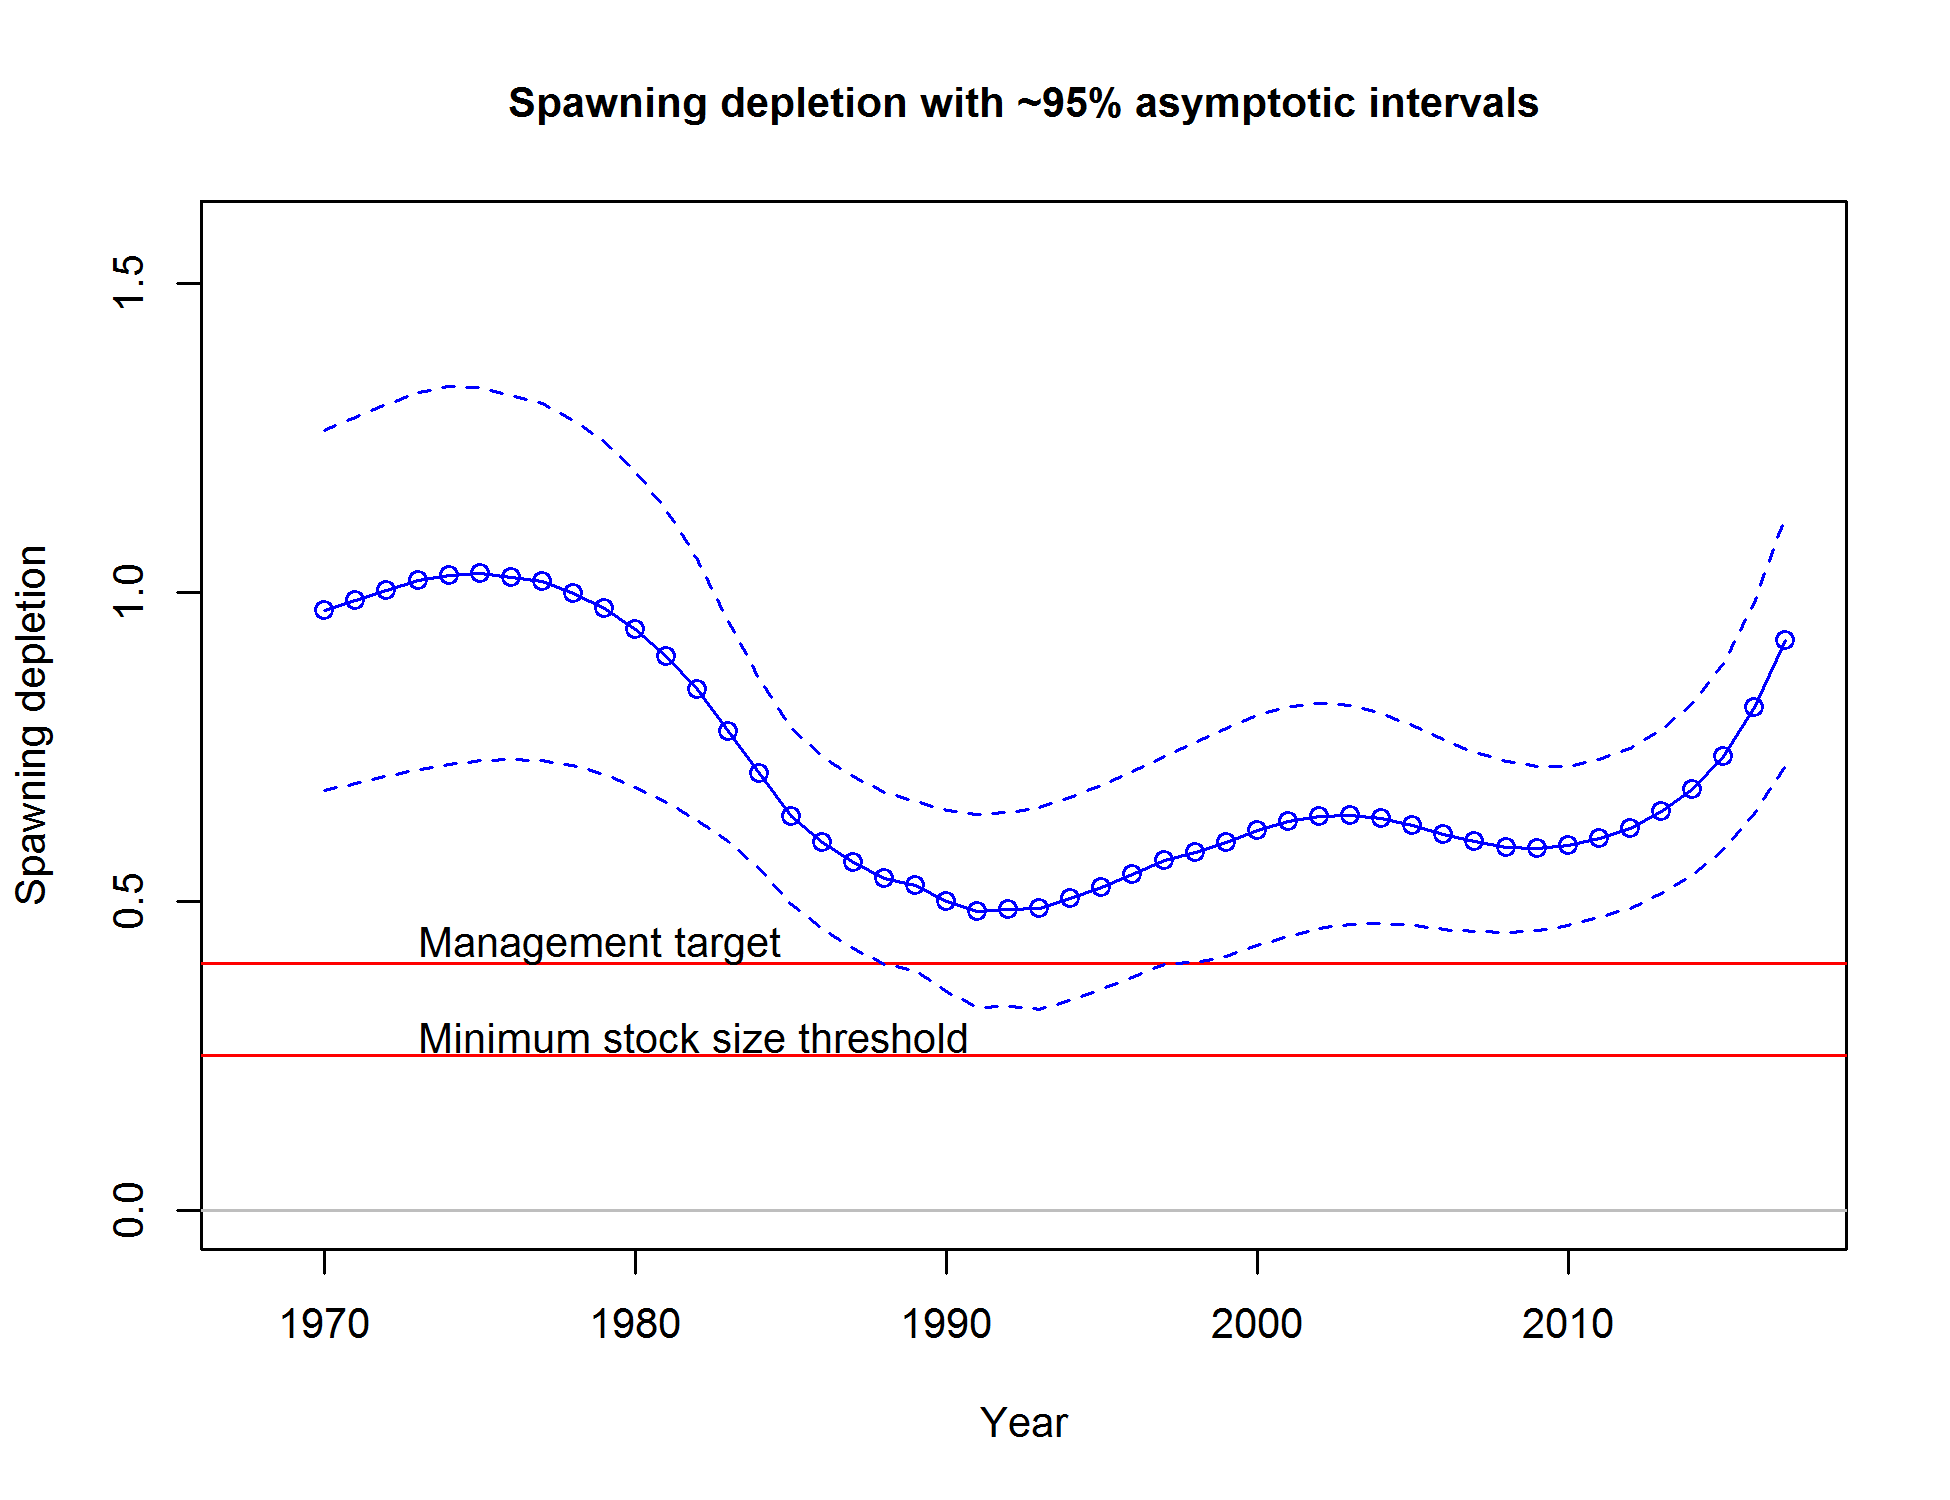 Spawning depletion with ~95% asymptotic intervals
Spawning depletion
1.5
1.0
0.5
0.0
Management target
Minimum stock size threshold
1970 1980 1990 2000 2010
Year